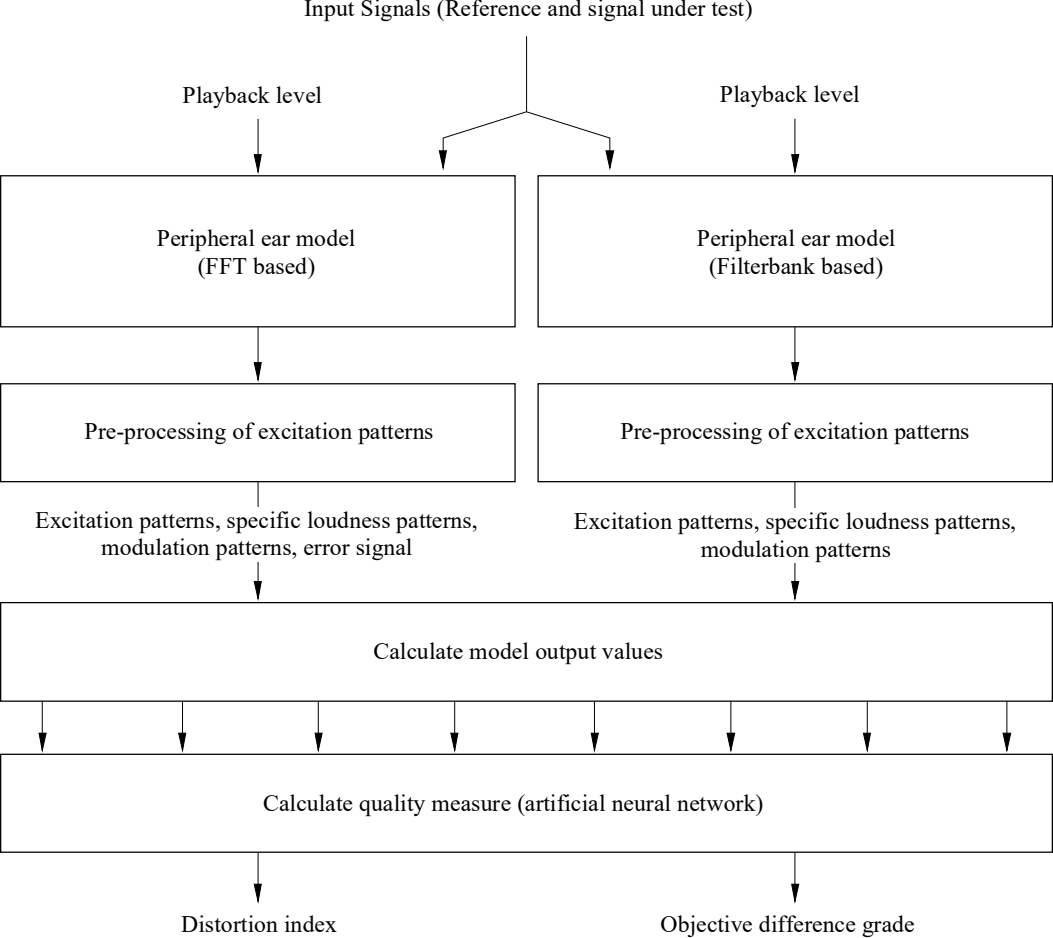 Input Signals (Reference and signal under test)
Playback level
Playback level
Peripheral ear model
(FFT based)
Peripheral ear model
(Filterbank based)
Pre-processing of excitation patterns
Pre-processing of excitation patterns
Excitation patterns, specific loudness patterns,
modulation patterns, error signal
Excitation patterns, specific loudness patterns,
modulation patterns
Calculate model output values
Calculate quality measure (artificial neural network)
Distortion index
Objective difference grade